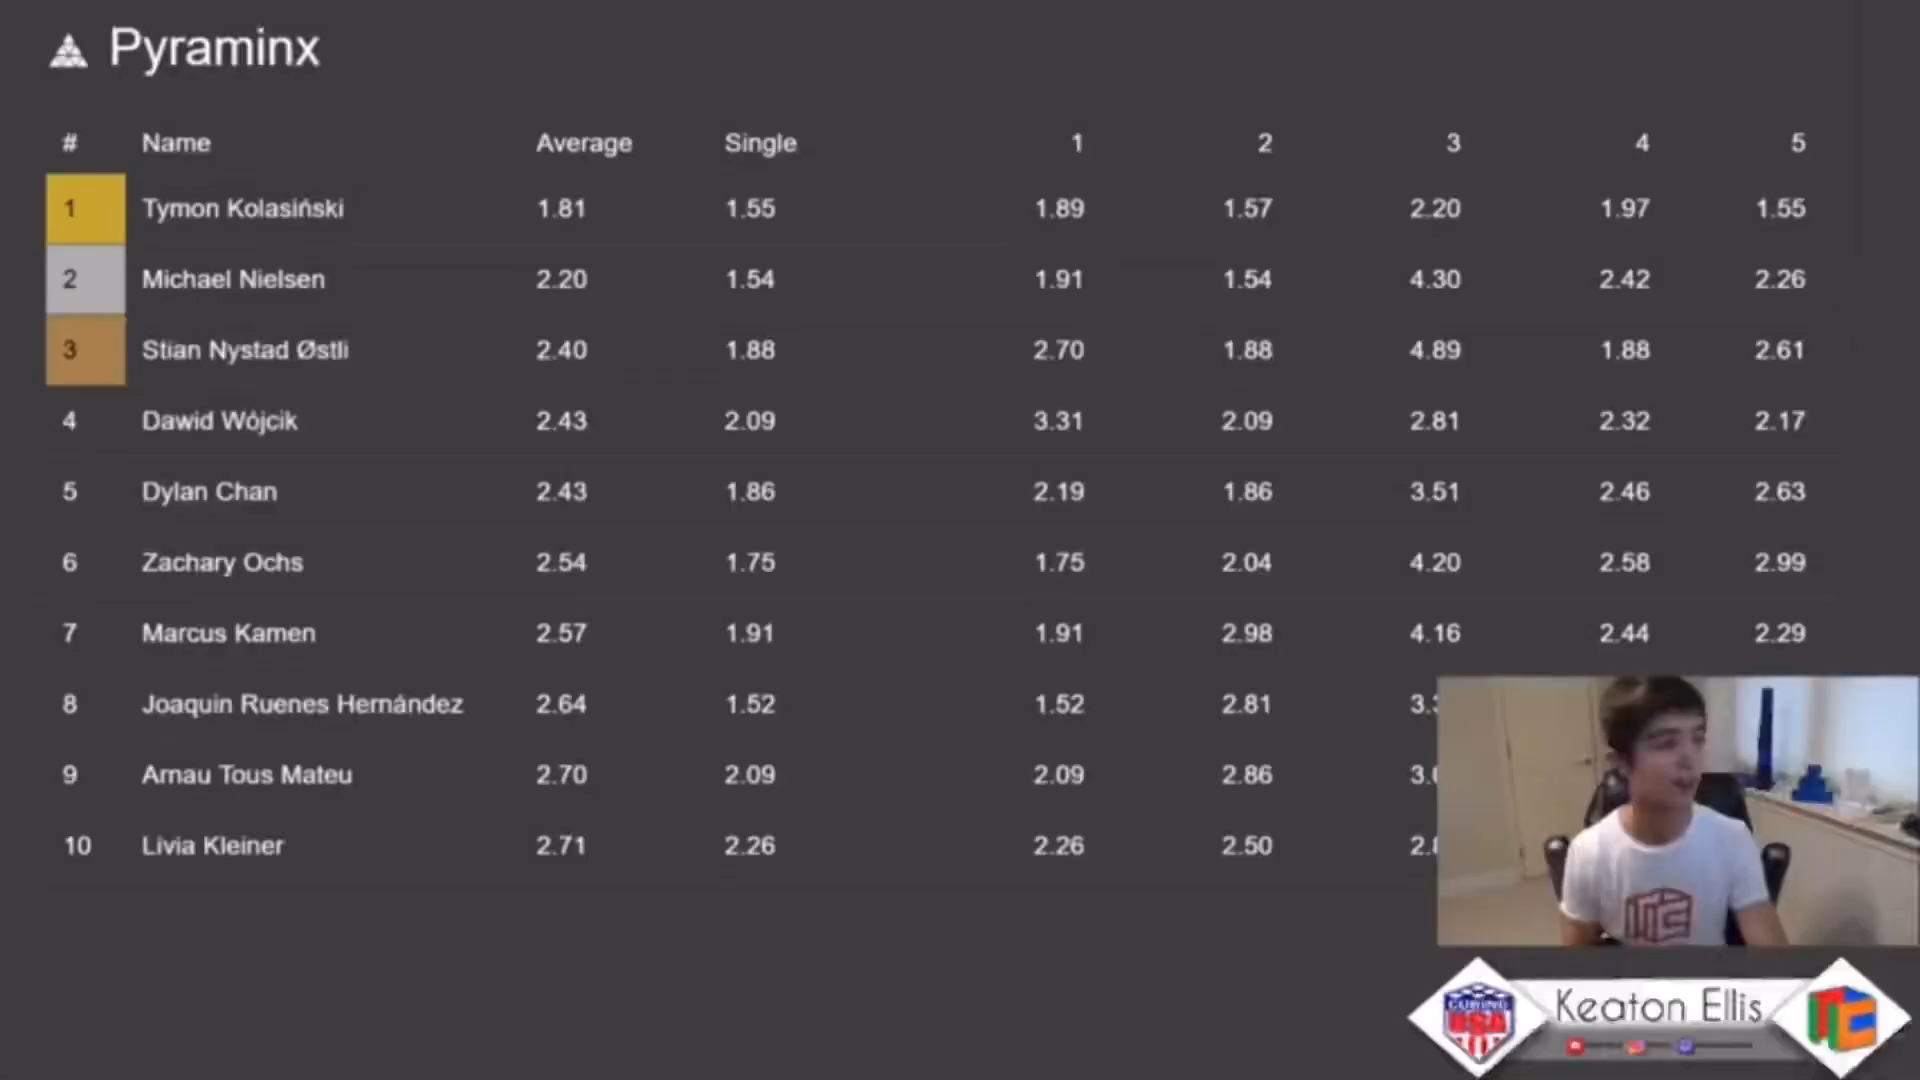 Pyraminx
# Name Average Single 1 2 3 4 5
1 Tymon Kolasiński 1.81 1.55 1.89 1.57 2.20 1.97 1.55
2 Michael Nielsen 2.20 1.54 1.91 1.54 4.30 2.42 2.26
3 Stian Nystad Østli 2.40 1.88 2.70 1.88 4.89 1.88 2.61
4 Dawid Wójcik 2.43 2.09 3.31 2.09 2.81 2.32 2.17
5 Dylan Chan 2.43 1.86 2.19 1.86 3.51 2.46 2.63
6 Zachary Ochs 2.54 1.75 1.75 2.04 4.20 2.58 2.99
7 Marcus Kamen 2.57 1.91 1.91 2.98 4.16 2.44 2.29
8 Joaquin Ruenes Hernández 2.64 1.52 1.52 2.81
9 Arnau Tous Mateu 2.70 2.09 2.09 2.86
10 Livia Kleiner 2.71 2.26 2.26 2.50
CUBING
USA
Keaton Ellis